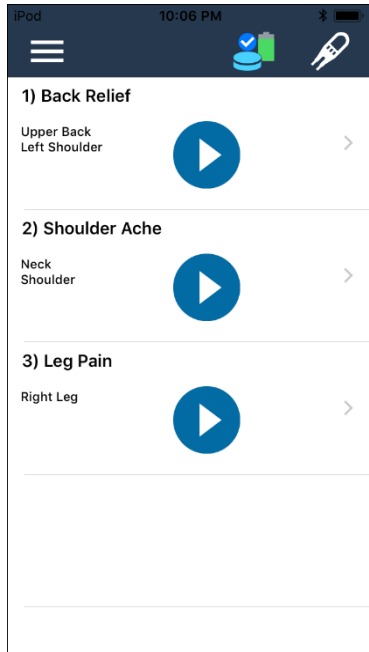 iPod
10:06 PM
1) Back Relief
Upper Back
Left Shoulder
2) Shoulder Ache
Neck
Shoulder
3) Leg Pain
Right Leg